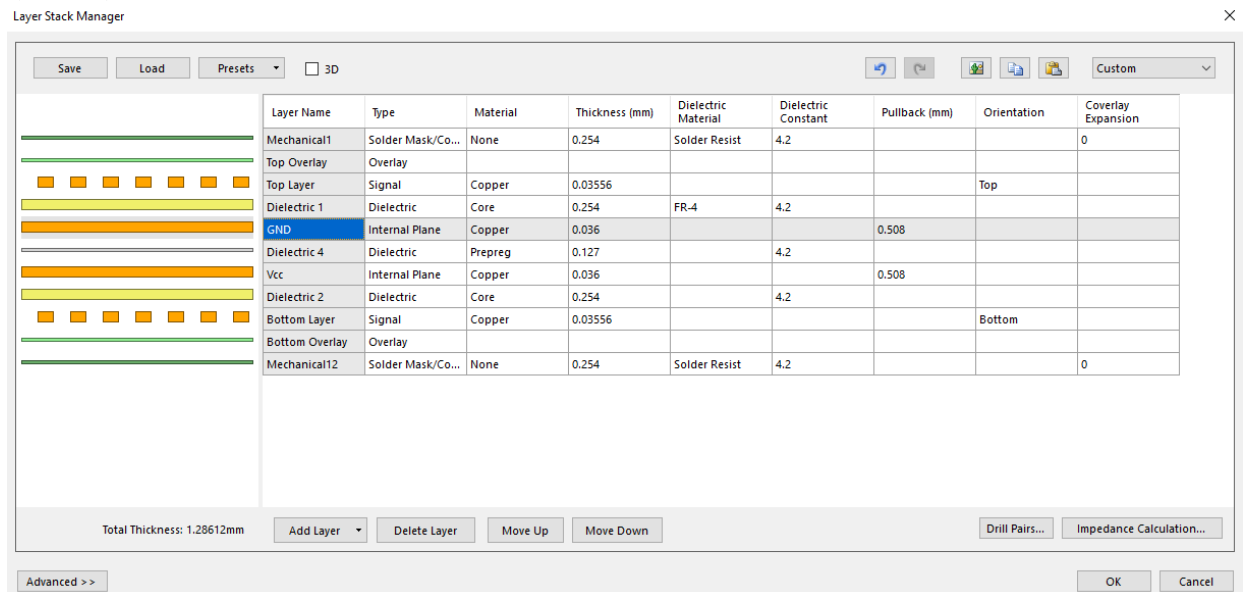 Layer Stack Manager
Save Load Presets 3D Custom
Layer Name Type Material Thickness (mm) Dielectric Material Dielectric Constant Pullback (mm) Orientation Coverlay Expansion
Mechanical1 Solder Mask/Co... None 0.254 Solder Resist 4.2 0
Top Overlay Overlay
Top Layer Signal Copper 0.03556 Top
Dielectric 1 Dielectric Core 0.254 FR-4 4.2
GND Internal Plane Copper 0.036 0.508
Dielectric 4 Dielectric Prepreg 0.127 4.2
Vcc Internal Plane Copper 0.036 0.508
Dielectric 2 Dielectric Core 0.254 4.2
Bottom Layer Signal Copper 0.03556 Bottom
Bottom Overlay Overlay
Mechanical12 Solder Mask/Co... None 0.254 Solder Resist 4.2 0
Total Thickness: 1.28612mm Add Layer Delete Layer Move Up Move Down Drill Pairs... Impedance Calculation...
Advanced >> OK Cancel